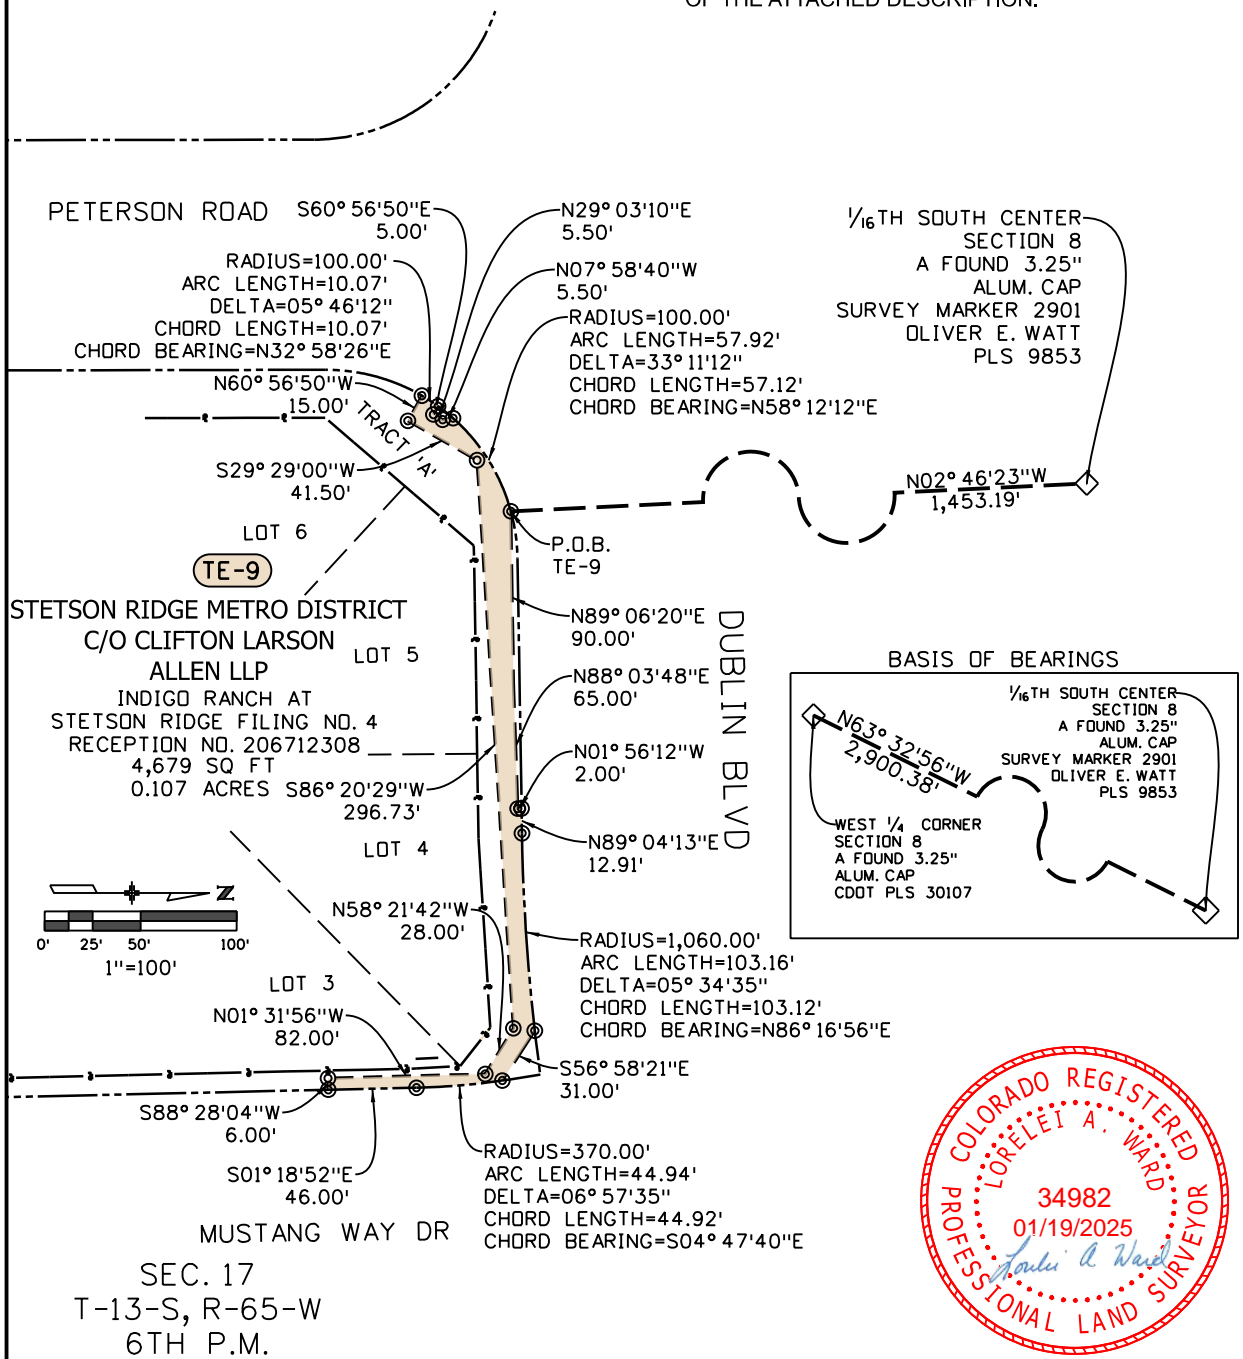 OF THE ATTACHED DESCRIPTION.
PETERSON ROAD
S60°56'50"E
5.00'
N29°03'10"E
5.50'
RADIUS=100.00'
ARC LENGTH=10.07'
DELTA=05°46'12"
CHORD LENGTH=10.07'
CHORD BEARING=N32°58'26"E
N07°58'40"W
5.50'
RADIUS=100.00'
ARC LENGTH=57.92'
DELTA=33°11'12"
CHORD LENGTH=57.12'
CHORD BEARING=N58°12'12"E
1/16TH SOUTH CENTER
SECTION 8
A FOUND 3.25"
ALUM. CAP
SURVEY MARKER 2901
OLIVER E. WATT
PLS 9853
N60°56'50"W
15.00'
TRACT 'A'
S29°29'00"W
41.50'
N02°46'23"W
1,453.19'
LOT 6
P.O.B.
TE-9
TE-9
STETSON RIDGE METRO DISTRICT
C/O CLIFTON LARSON
ALLEN LLP
LOT 5
INDIGO RANCH AT
STETSON RIDGE FILING NO. 4
RECEPTION NO. 206712308
4,679 SQ FT
0.107 ACRES
S86°20'29"W
296.73'
N89°06'20"E
90.00'
N88°03'48"E
65.00'
N01°56'12"W
2.00'
DUBLIN BLVD
N89°04'13"E
12.91'
LOT 4
BASIS OF BEARINGS
1/16TH SOUTH CENTER
SECTION 8
A FOUND 3.25"
ALUM. CAP
SURVEY MARKER 2901
OLIVER E. WATT
PLS 9853
N63°32'56"W
2,900.38'
WEST 1/4 CORNER
SECTION 8
A FOUND 3.25"
ALUM. CAP
CDOT PLS 30107
N
0' 25' 50' 100'
1"=100'
N58°21'42"W
28.00'
RADIUS=1,060.00'
ARC LENGTH=103.16'
DELTA=05°34'35"
CHORD LENGTH=103.12'
CHORD BEARING=N86°16'56"E
LOT 3
N01°31'56"W
82.00'
S56°58'21"E
31.00'
S88°28'04"W
6.00'
S01°18'52"E
46.00'
RADIUS=370.00'
ARC LENGTH=44.94'
DELTA=06°57'35"
CHORD LENGTH=44.92'
CHORD BEARING=S04°47'40"E
MUSTANG WAY DR
SEC. 17
T-13-S, R-65-W
6TH P.M.
COLORADO REGISTERED
LORELEI A. WARD
34982
01/19/2025
Lorelei A Ward
PROFESSIONAL LAND SURVEYOR